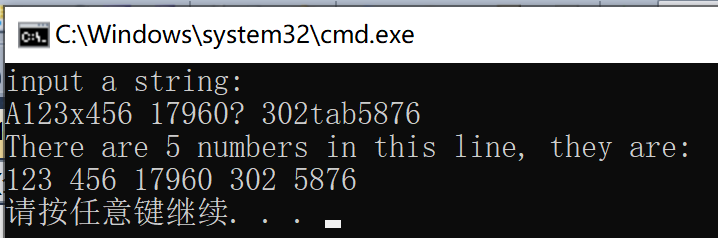 C:\Windows\system32\cmd.exe
input a string:
A123x456 17960? 302tab5876
There are 5 numbers in this line, they are:
123 456 17960 302 5876
请按任意键继续. . .